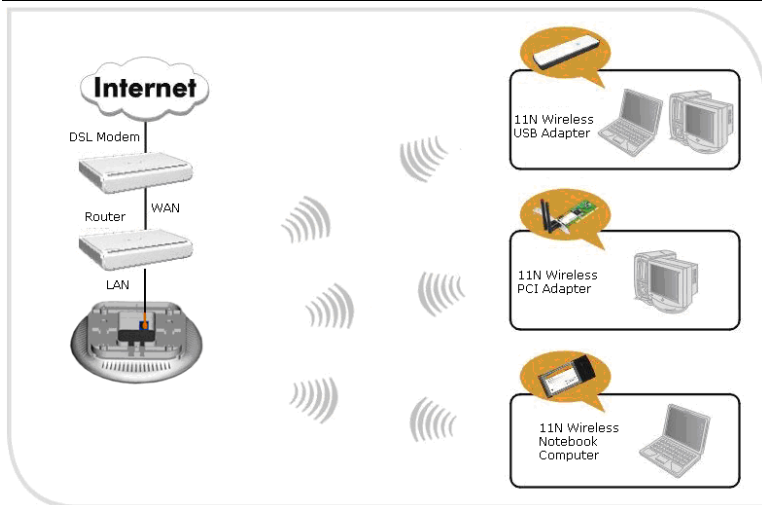 Internet
DSL Modem
WAN
Router
LAN
11N Wireless
USB Adapter
11N Wireless
PCI Adapter
11N Wireless
Notebook
Computer